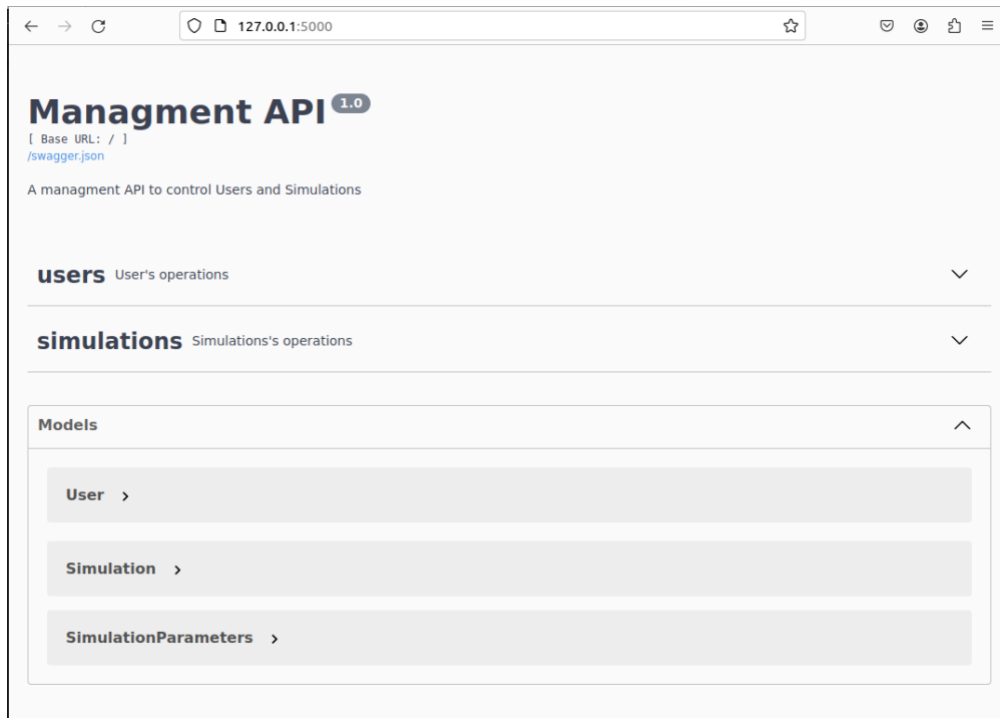 127.0.0.1:5000
Managment API 1.0
[ Base URL: / ]
/swagger.json
A managment API to control Users and Simulations
users User's operations
simulations Simulations's operations
Models
User
Simulation
SimulationParameters